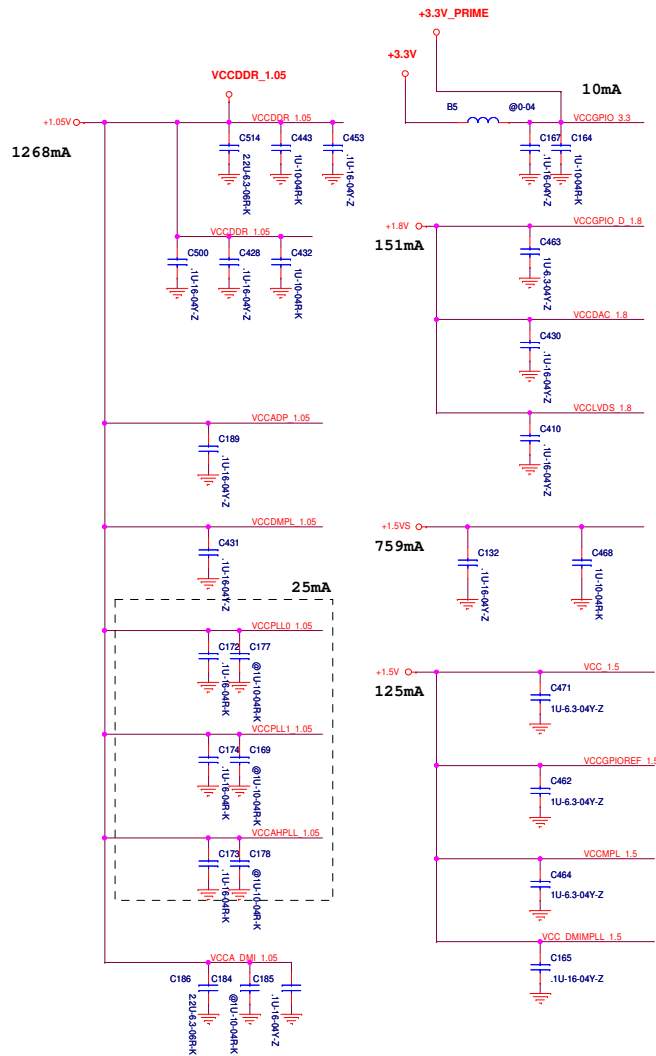 +3.3V_PRIME
+3.3V
VCCDDR_1.05
10mA
B5
@0-04
+1.05V
VCCDDR_1.05
VCCGPIO_3.3
1268mA
C514
2.2U-6.3-06R-K
C443
1U-10-04R-K
C453
.1U-16-04Y-Z
C167
.1U-16-04Y-Z
C164
1U-10-04R-K
VCCDDR_1.05
C500
.1U-16-04Y-Z
C428
.1U-16-04Y-Z
C432
1U-10-04R-K
+1.8V
VCCGPIO_D_1.8
151mA
C463
1U-6.3-04Y-Z
VCCDAC_1.8
C430
.1U-16-04Y-Z
VCCLVDS_1.8
C410
.1U-16-04Y-Z
VCCADP_1.05
C189
.1U-16-04Y-Z
VCCDMPL_1.05
C431
.1U-16-04Y-Z
+1.5VS
759mA
C132
.1U-16-04Y-Z
C468
1U-10-04R-K
25mA
VCCPLL0_1.05
C172
.1U-16-04R-K
C177
@1U-10-04R-K
VCCPLL1_1.05
C174
.1U-16-04R-K
C169
@1U-10-04R-K
VCCAHPLL_1.05
C173
.1U-16-04R-K
C178
@1U-10-04R-K
+1.5V
125mA
VCC_1.5
C471
1U-6.3-04Y-Z
VCCGPIOREF_1.5
C462
1U-6.3-04Y-Z
VCCMPL_1.5
C464
1U-6.3-04Y-Z
VCC_DMIMPLL_1.5
C165
.1U-16-04Y-Z
VCCA_DMI_1.05
C186
2.2U-6.3-06R-K
C184
@1U-10-04R-K
C185
.1U-16-04Y-Z